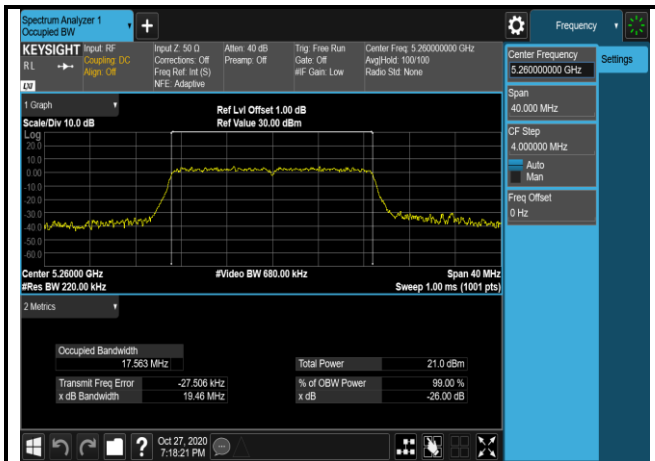 Spectrum Analyzer 1
Occupied BW
+
Frequency
KEYSIGHT
R L
LXI
Input: RF
Coupling: DC
Align: Off
Input Z: 50 Ω
Corrections: Off
Freq Ref: Int (S)
NFE: Adaptive
Atten: 40 dB
Preamp: Off
Trig: Free Run
Gate: Off
#IF Gain: Low
Center Freq: 5.260000000 GHz
Avg|Hold: 100/100
Radio Std: None
Center Frequency
5.260000000 GHz
Settings
Span
40.000 MHz
CF Step
4.000000 MHz
Auto
Man
Freq Offset
0 Hz
1 Graph
Scale/Div 10.0 dB
Ref Lvl Offset 1.00 dB
Ref Value 30.00 dBm
Log
20.0
10.0
0.00
-10.0
-20.0
-30.0
-40.0
-50.0
-60.0
Center 5.26000 GHz
#Video BW 680.00 kHz
Span 40 MHz
#Res BW 220.00 kHz
Sweep 1.00 ms (1001 pts)
2 Metrics
Occupied Bandwidth
17.563 MHz
Total Power 21.0 dBm
Transmit Freq Error -27.506 kHz
% of OBW Power 99.00 %
x dB Bandwidth 19.46 MHz
x dB -26.00 dB
?
Oct 27, 2020
7:18:21 PM